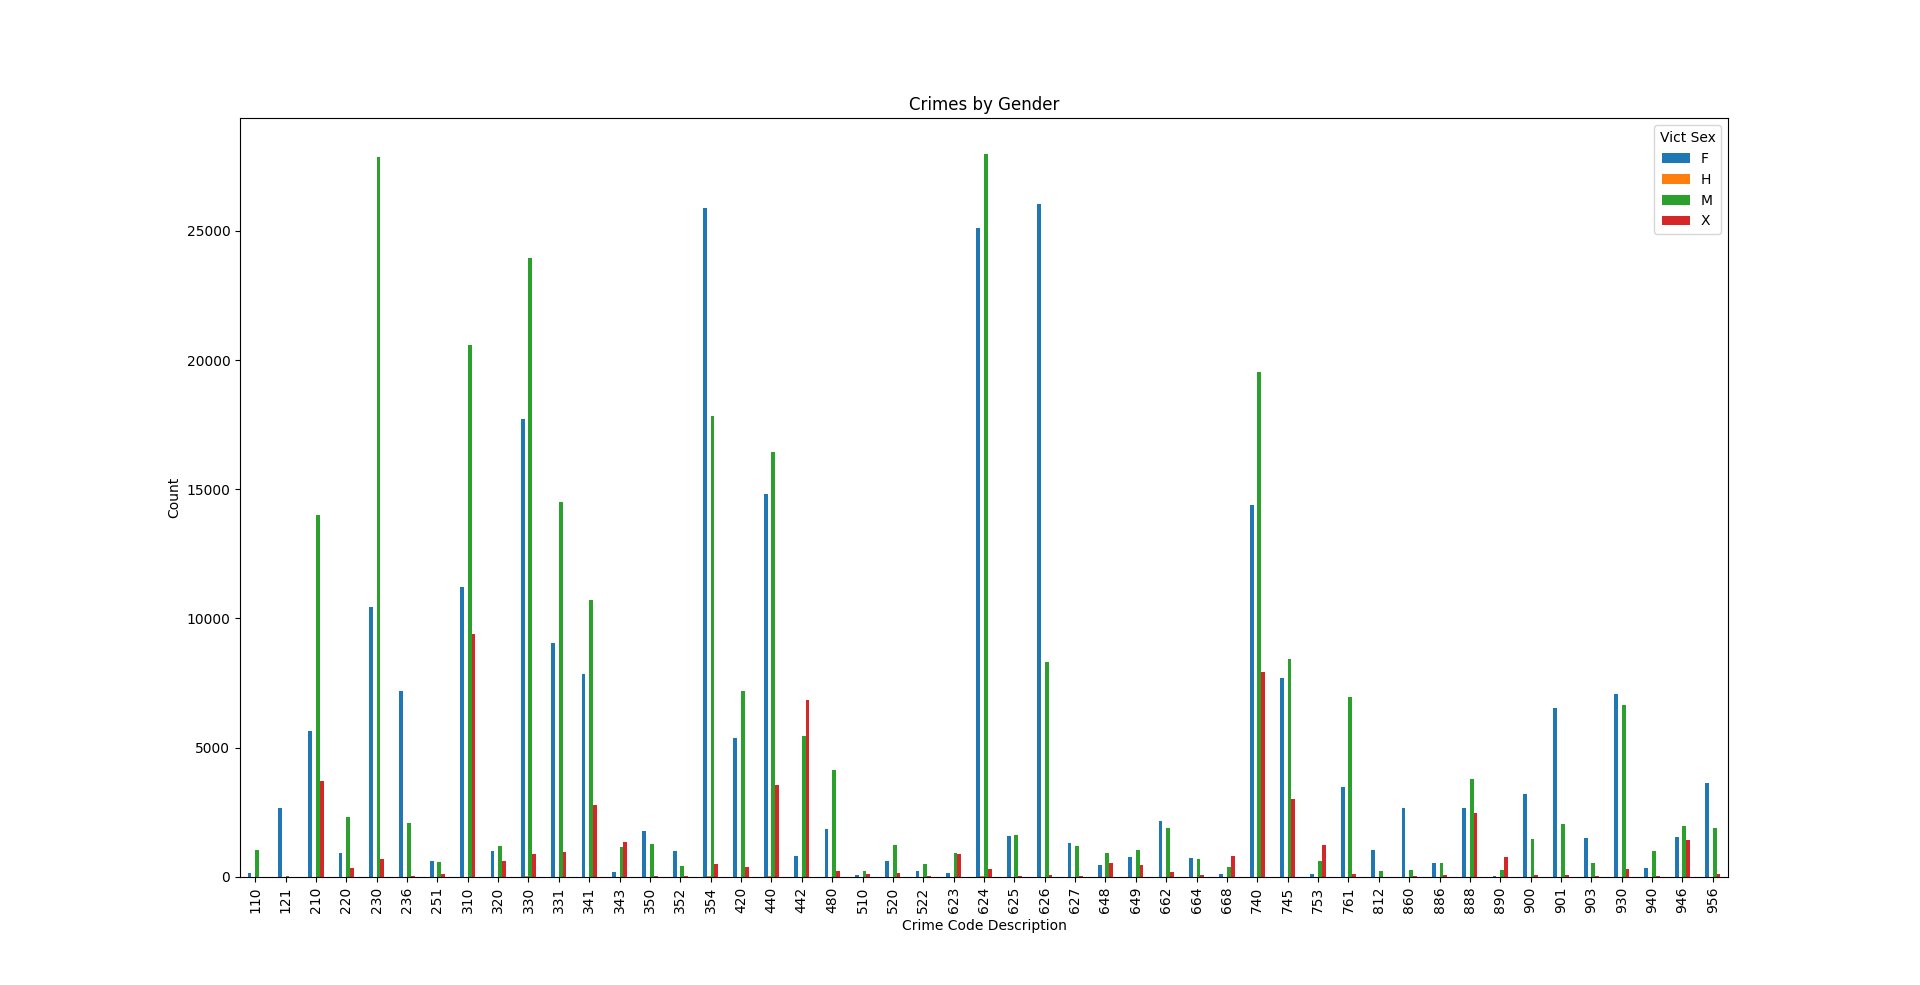 Crimes by Gender
Vict Sex
F
H
M
X
25000
20000
15000
10000
5000
0
Count
110 121 210 220 230 236 251 310 320 330 331 341 343 350 352 354 420 440 442 480 510 520 522 623 624 625 626 627 648 649 662 664 668 740 745 753 761 812 860 886 888 890 900 901 903 930 940 946 956
Crime Code Description